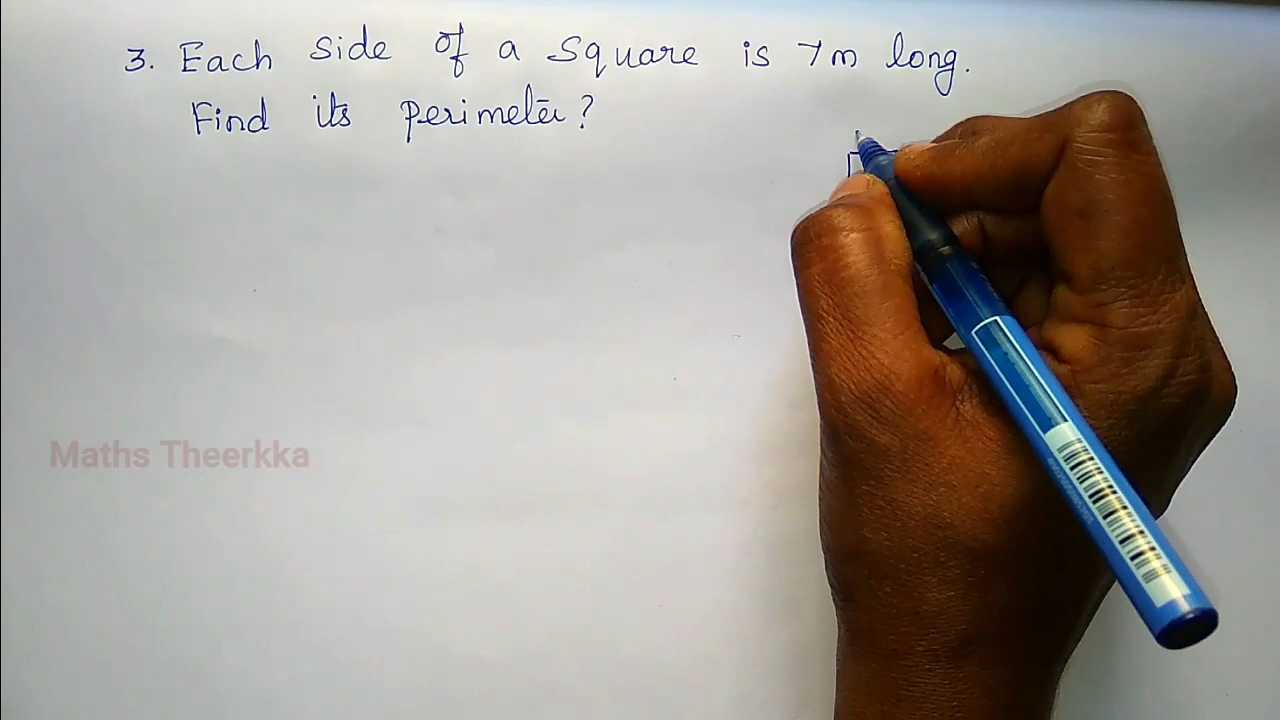 3. Each side of a square is 7m long.
Find its perimeter?
Maths Theerkka